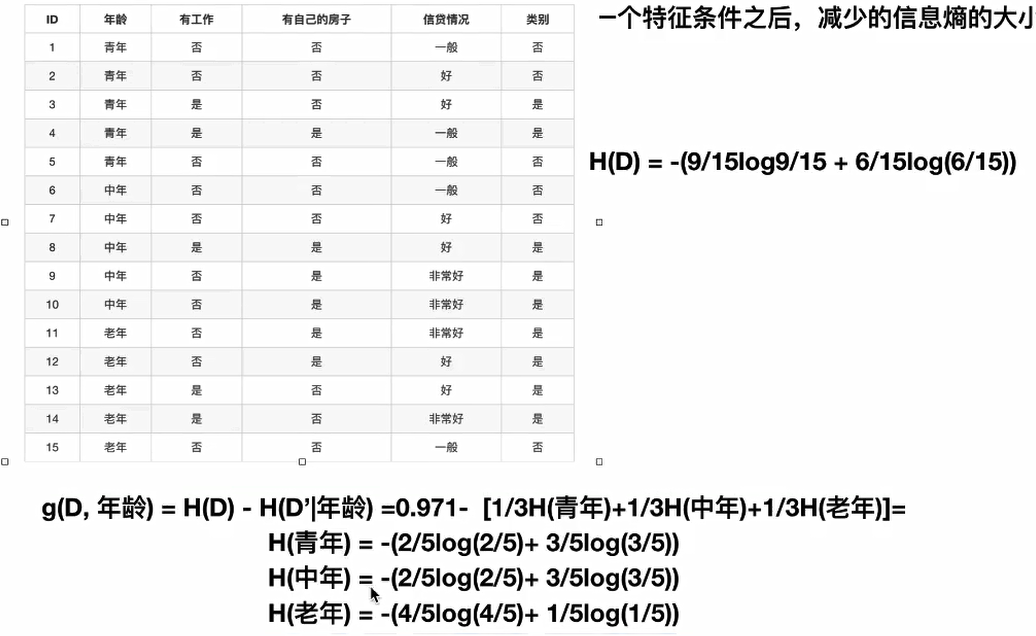 一个特征条件之后，减少的信息熵的大小
ID 年龄 有工作 有自己的房子 信贷情况 类别
1 青年 否 否 一般 否
2 青年 否 否 好 否
3 青年 是 否 好 是
4 青年 是 是 一般 是
5 青年 否 否 一般 否
6 中年 否 否 一般 否
7 中年 否 否 好 否
8 中年 是 是 好 是
9 中年 否 是 非常好 是
10 中年 否 是 非常好 是
11 老年 否 是 非常好 是
12 老年 否 是 好 是
13 老年 是 否 好 是
14 老年 是 否 非常好 是
15 老年 否 否 一般 否
H(D) = -(9/15log9/15 + 6/15log(6/15))
g(D, 年龄) = H(D) - H(D’|年龄) =0.971- [1/3H(青年)+1/3H(中年)+1/3H(老年)]=
H(青年) = -(2/5log(2/5)+ 3/5log(3/5))
H(中年) = -(2/5log(2/5)+ 3/5log(3/5))
H(老年) = -(4/5log(4/5)+ 1/5log(1/5))